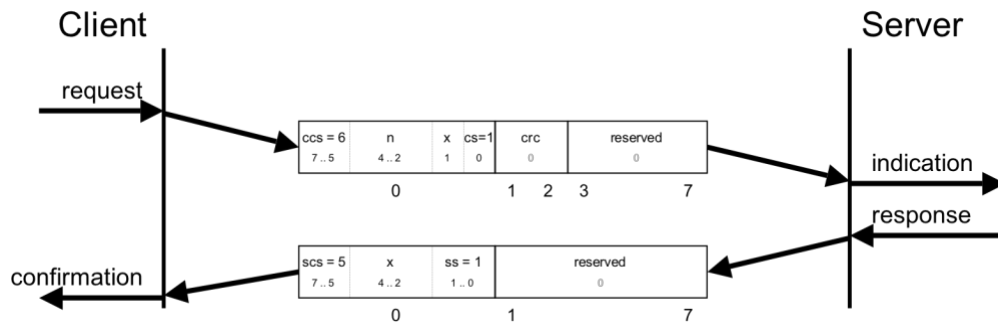 Client
Server
request
ccs = 6 n x cs=1 crc reserved
7 .. 5 4 .. 2 1 0 0 0
indication
0 1 2 3 7
response
scs = 5 x ss = 1 reserved
confirmation
7 .. 5 4 .. 2 1 .. 0 0
0 1 7